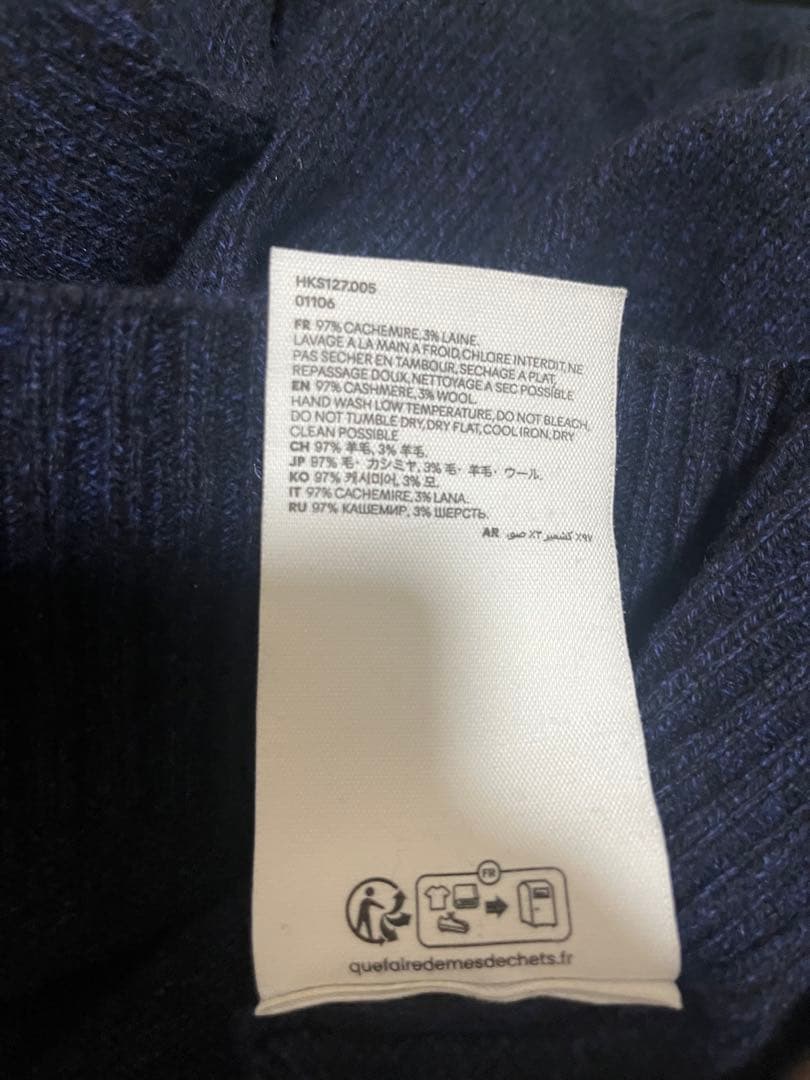 HKS127.005
01106
FR 97% CACHEMIRE, 3% LAINE.
LAVAGE A LA MAIN A FROID, CHLORE INTERDIT, NE
PAS SECHER EN TAMBOUR, SECHAGE A PLAT,
REPASSAGE DOUX, NETTOYAGE A SEC POSSIBLE
EN 97% CASHMERE, 3% WOOL.
HAND WASH LOW TEMPERATURE, DO NOT BLEACH,
DO NOT TUMBLE DRY, DRY FLAT, COOL IRON, DRY
CLEAN POSSIBLE
CH 97% 羊毛, 3% 羊毛.
JP 97% 毛・カシミヤ, 3% 毛・羊毛・ウール.
KO 97% 캐시미어, 3% 모.
IT 97% CACHEMIRE, 3% LANA.
RU 97% КАШЕМИР, 3% ШЕРСТЬ.
AR ٩٧٪ كشمير ٣٪ صوف
FR
quefairedemesdechets.fr